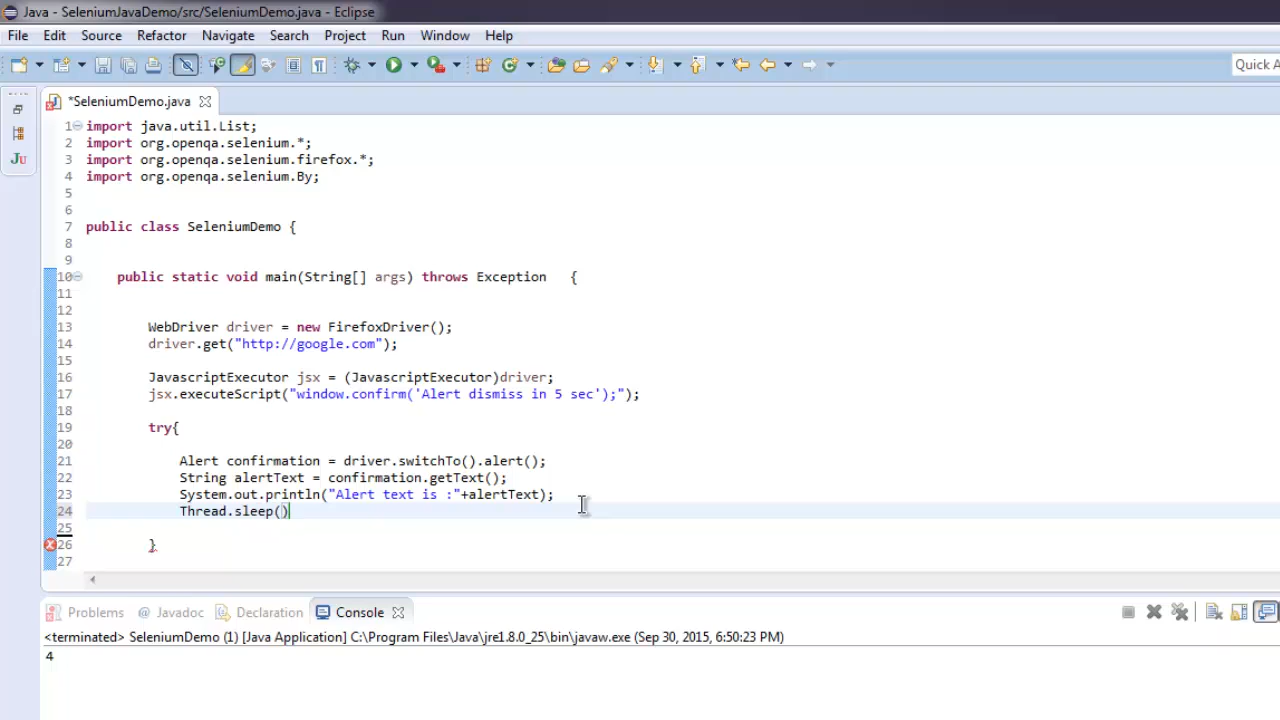 Java - SeleniumJavaDemo/src/SeleniumDemo.java - Eclipse
File Edit Source Refactor Navigate Search Project Run Window Help
Quick A
*SeleniumDemo.java
1 import java.util.List;
2 import org.openqa.selenium.*;
3 import org.openqa.selenium.firefox.*;
4 import org.openqa.selenium.By;
5
6
7 public class SeleniumDemo {
8
9
10 public static void main(String[] args) throws Exception {
11
12
13 WebDriver driver = new FirefoxDriver();
14 driver.get("http://google.com");
15
16 JavascriptExecutor jsx = (JavascriptExecutor)driver;
17 jsx.executeScript("window.confirm('Alert dismiss in 5 sec');");
18
19 try{
20
21 Alert confirmation = driver.switchTo().alert();
22 String alertText = confirmation.getText();
23 System.out.println("Alert text is :"+alertText);
24 Thread.sleep()
25
26 }
27
Problems @ Javadoc Declaration Console
<terminated> SeleniumDemo (1) [Java Application] C:\Program Files\Java\jre1.8.0_25\bin\javaw.exe (Sep 30, 2015, 6:50:23 PM)
4